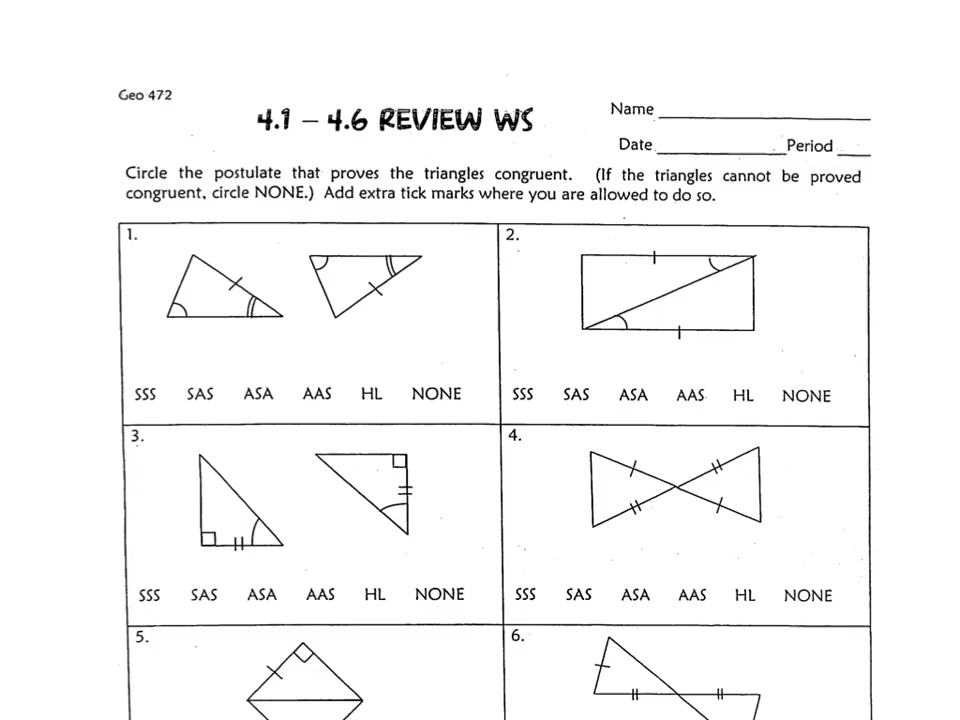 Geo 472
4.1 – 4.6 REVIEW WS
Name
Date Period
Circle the postulate that proves the triangles congruent. (If the triangles cannot be proved
congruent, circle NONE.) Add extra tick marks where you are allowed to do so.
1.
SSS SAS ASA AAS HL NONE
2.
SSS SAS ASA AAS HL NONE
3.
SSS SAS ASA AAS HL NONE
4.
SSS SAS ASA AAS HL NONE
5.
6.